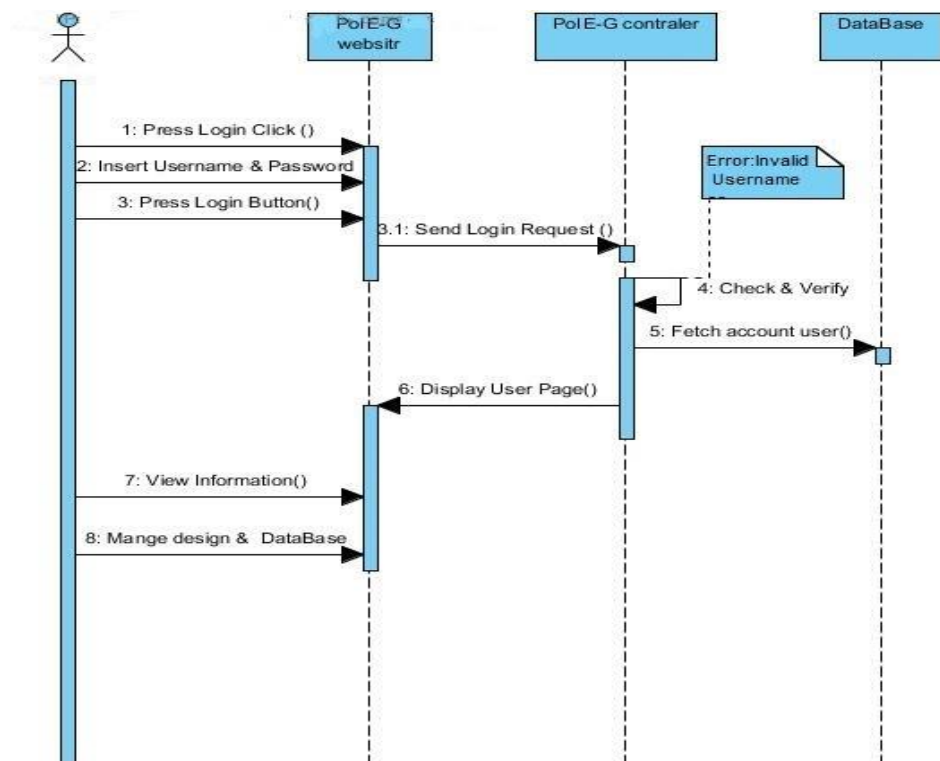 PolE-G
websitr
PolE-G contraler
DataBase
1: Press Login Click ()
2: Insert Username & Password
3: Press Login Button()
3.1: Send Login Request ()
Error:Invalid
Username
4: Check & Verify
5: Fetch account user()
6: Display User Page()
7: View Information()
8: Mange design & DataBase